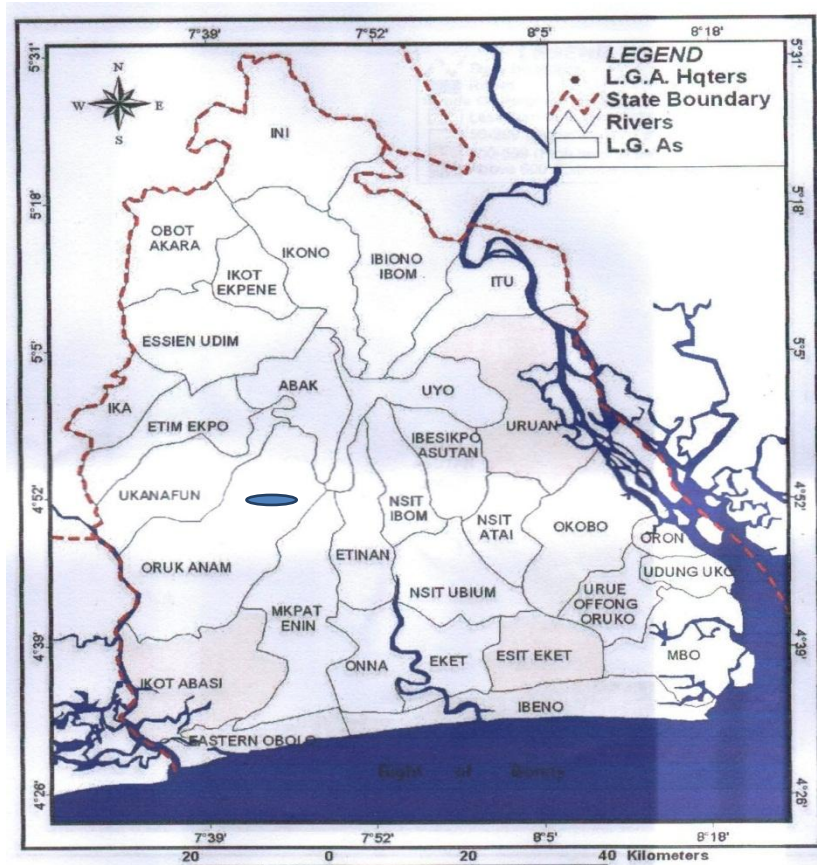 7°39'
7°52'
8°5'
8°18'
5°31'
5°31'
LEGEND
L.G.A. Hqters
State Boundary
Rivers
L.G. As
N
W
E
S
INI
5°18'
5°18'
OBOT
AKARA
IKONO
IBIONO
IBOM
IKOT
EKPENE
ITU
ESSIEN UDIM
5°5'
5°5'
ABAK
UYO
IKA
ETIM EKPO
IBESIKPO
ASUTAN
URUAN
UKANAFUN
4°52'
4°52'
NSIT
IBOM
NSIT
ATAI
OKOBO
ORON
ETINAN
ORUK ANAM
UDUNG UKO
NSIT UBIUM
URUE
OFFONG
ORUKO
MKPAT
ENIN
4°39'
4°39'
ONNA
EKET
ESIT EKET
MBO
IKOT ABASI
IBENO
EASTERN OBOLO
Bight of Bonny
4°26'
4°26'
7°39'
7°52'
8°5'
8°18'
20 0 20 40 Kilometers